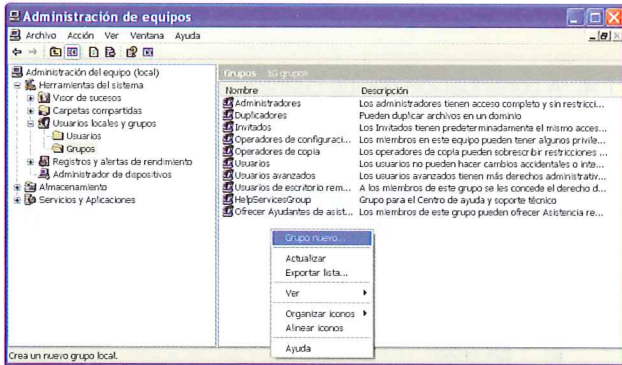 Administración de equipos
Archivo Acción Ver Ventana Ayuda
Administración del equipo (local)
Herramientas del sistema
Visor de sucesos
Carpetas compartidas
Usuarios locales y grupos
Usuarios
Grupos
Registros y alertas de rendimiento
Administrador de dispositivos
Almacenamiento
Servicios y Aplicaciones
Grupos 10 grupos
Nombre Descripción
Administradores Los administradores tienen acceso completo y sin restricci...
Duplicadores Pueden duplicar archivos en un dominio
Invitados Los Invitados tienen predeterminadamente el mismo acces...
Operadores de configuraci... Los miembros en este equipo pueden tener algunos privile...
Operadores de copia Los operadores de copia pueden sobrescribir restricciones ...
Usuarios Los usuarios no pueden hacer cambios accidentales o inte...
Usuarios avanzados Los usuarios avanzados tienen más derechos administrativ...
Usuarios de escritorio rem... A los miembros de este grupo se les concede el derecho d...
HelpServicesGroup Grupo para el Centro de ayuda y soporte técnico
Ofrecer Ayudantes de asist... Los miembros de este grupo pueden ofrecer Asistencia re...
Grupo nuevo...
Actualizar
Exportar lista...
Ver
Organizar iconos
Alinear iconos
Ayuda
Crea un nuevo grupo local.